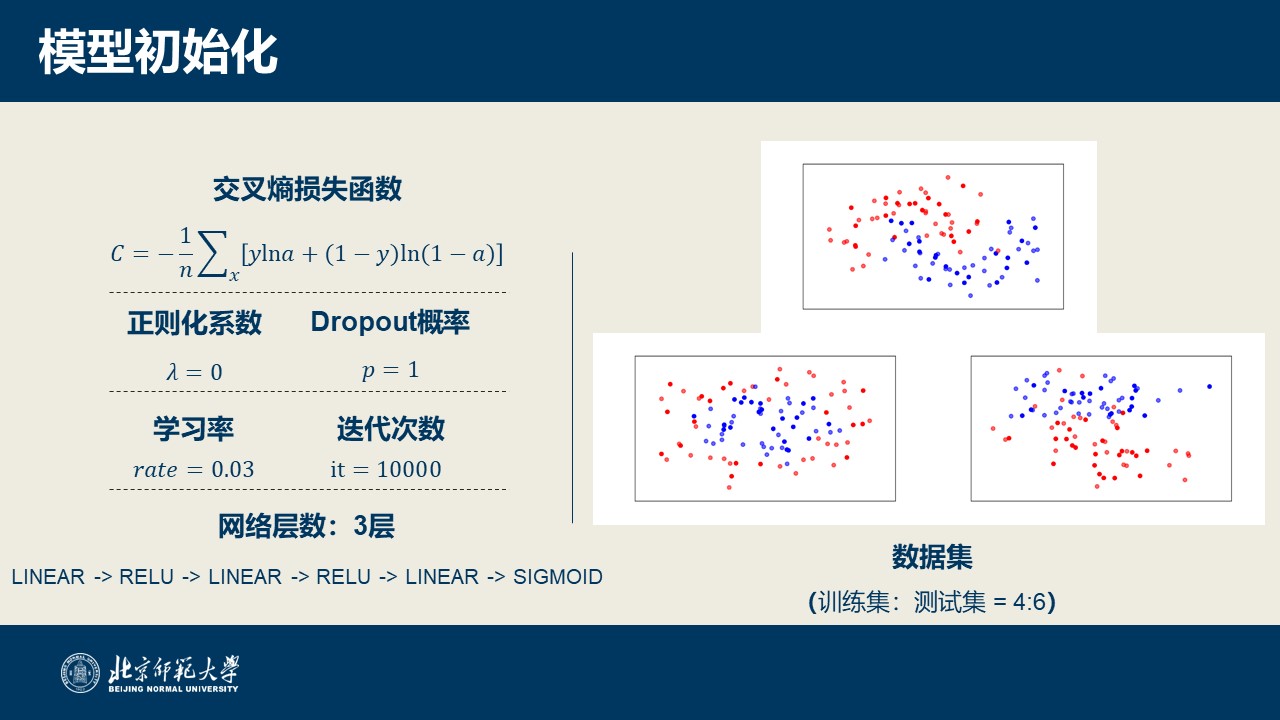 模型初始化
交叉熵损失函数
C = −\frac{1}{n}∑_x[ylna + (1 − y)ln(1 − a)]
正则化系数 Dropout概率
λ = 0 p = 1
学习率 迭代次数
rate = 0.03 it = 10000
网络层数：3层
LINEAR -> RELU -> LINEAR -> RELU -> LINEAR -> SIGMOID
数据集
（训练集：测试集 = 4:6）
北京师范大学
BEIJING NORMAL UNIVERSITY